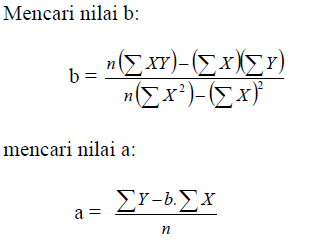 Mencari nilai b:
b = n(∑ XY)–(∑ X)(∑ Y) / n(∑ X²)–(∑ X)²
mencari nilai a:
a = ∑ Y – b.∑ X / n